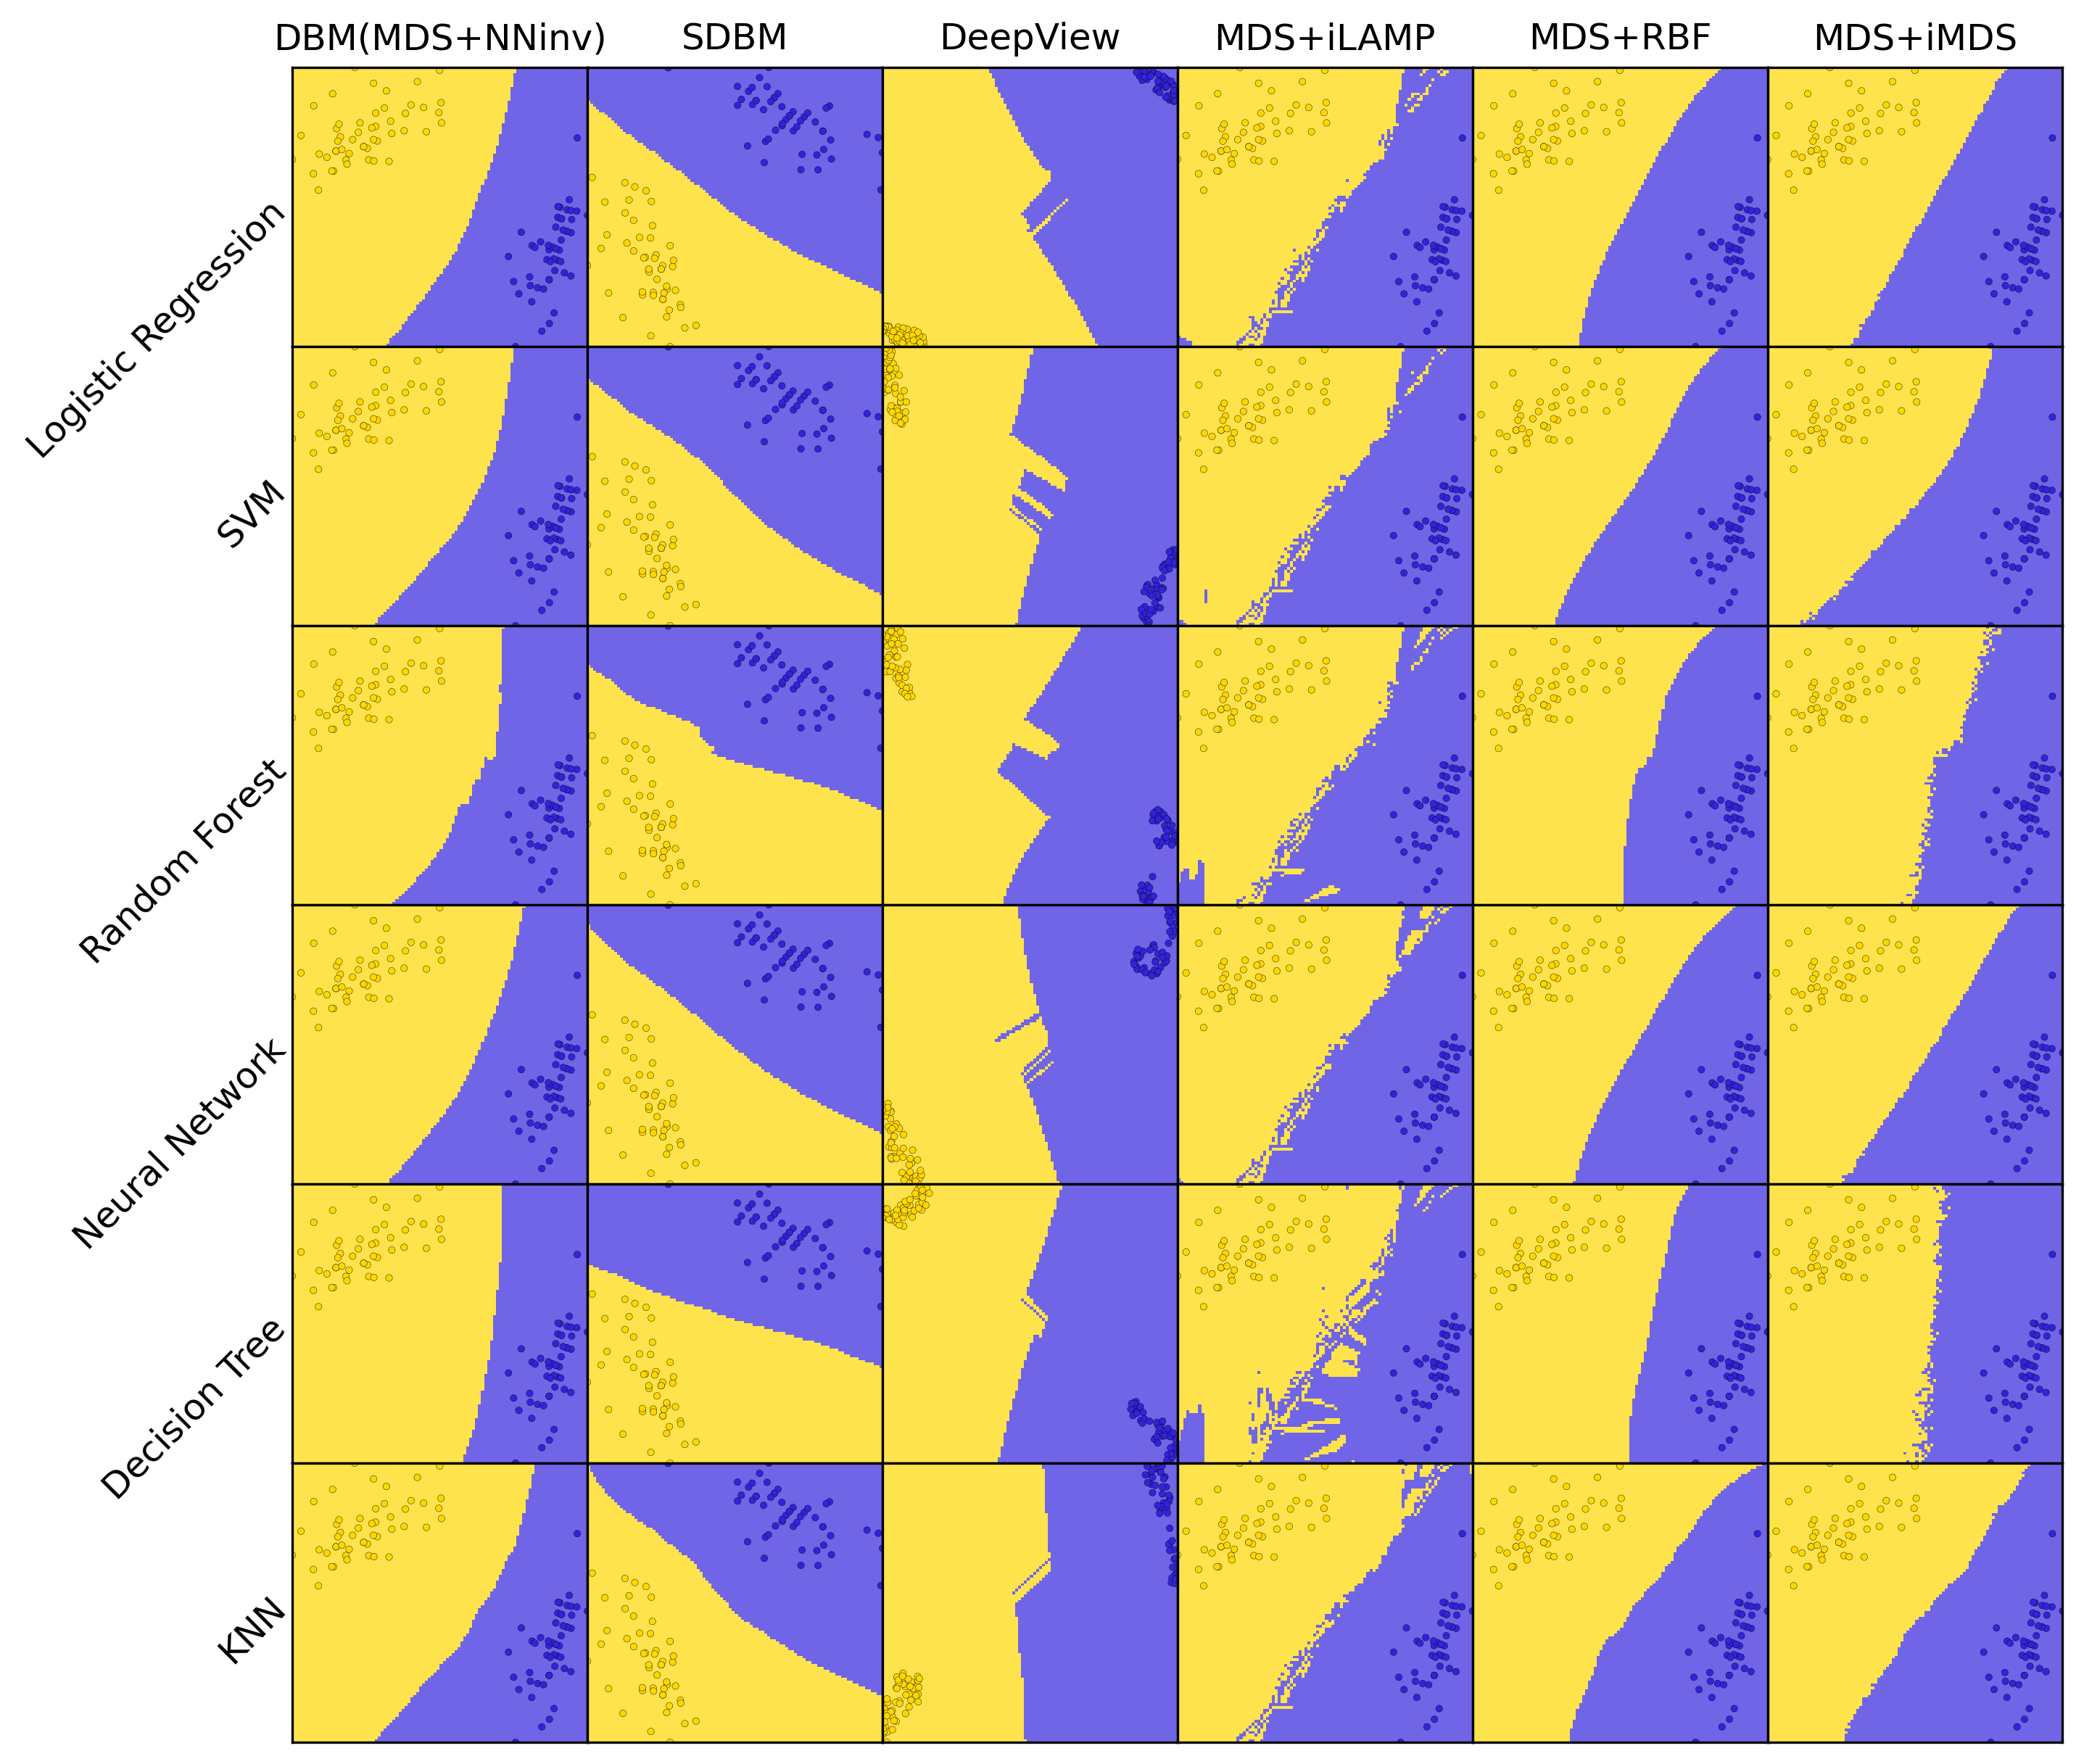 DBM(MDS+NNinv) SDBM DeepView MDS+iLAMP MDS+RBF MDS+iMDS
Logistic Regression
SVM
Random Forest
Neural Network
Decision Tree
KNN